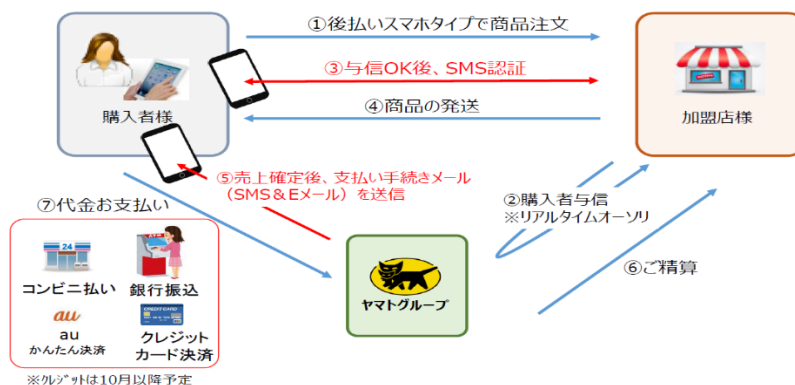 ①後払いスマホタイプで商品注文
③与信OK後、SMS認証
④商品の発送
購入者様
加盟店様
⑤売上確定後、支払い手続きメール
（SMS＆Eメール）を送信
②購入者与信
※リアルタイムオーソリ
⑦代金お支払い
⑥ご精算
24
ATM
コンビニ払い
銀行振込
ヤマトグループ
au
CREDIT CARD
au
かんたん決済
クレジット
カード決済
※クレジットは10月以降予定